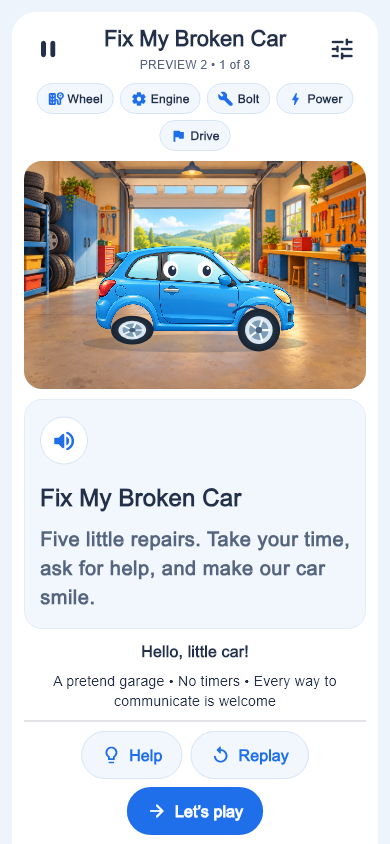 Fix My Broken Car
PREVIEW 2 • 1 of 8
Wheel
Engine
Bolt
Power
Drive
Fix My Broken Car
Five little repairs. Take your time,
ask for help, and make our car
smile.
Hello, little car!
A pretend garage • No timers • Every way to
communicate is welcome
Help
Replay
Let's play